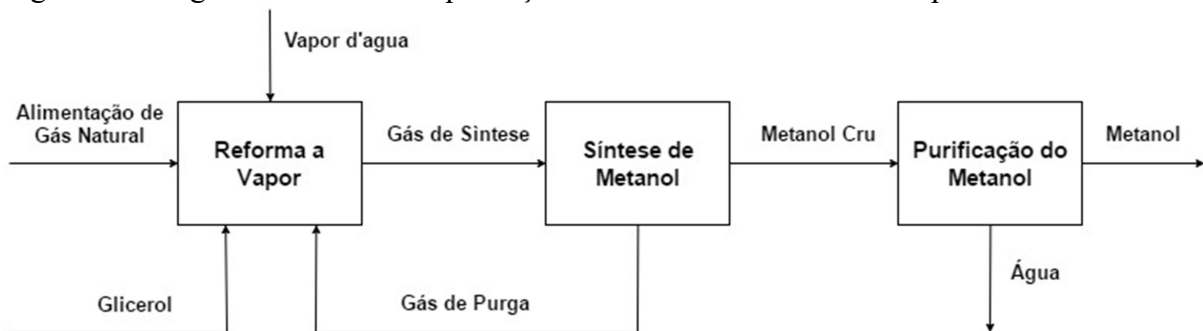 Vapor d'agua
Alimentação de
Gás Natural
Reforma a
Vapor
Gás de Sìntese
Síntese de
Metanol
Metanol Cru
Purificação do
Metanol
Metanol
Glicerol
Gás de Purga
Água